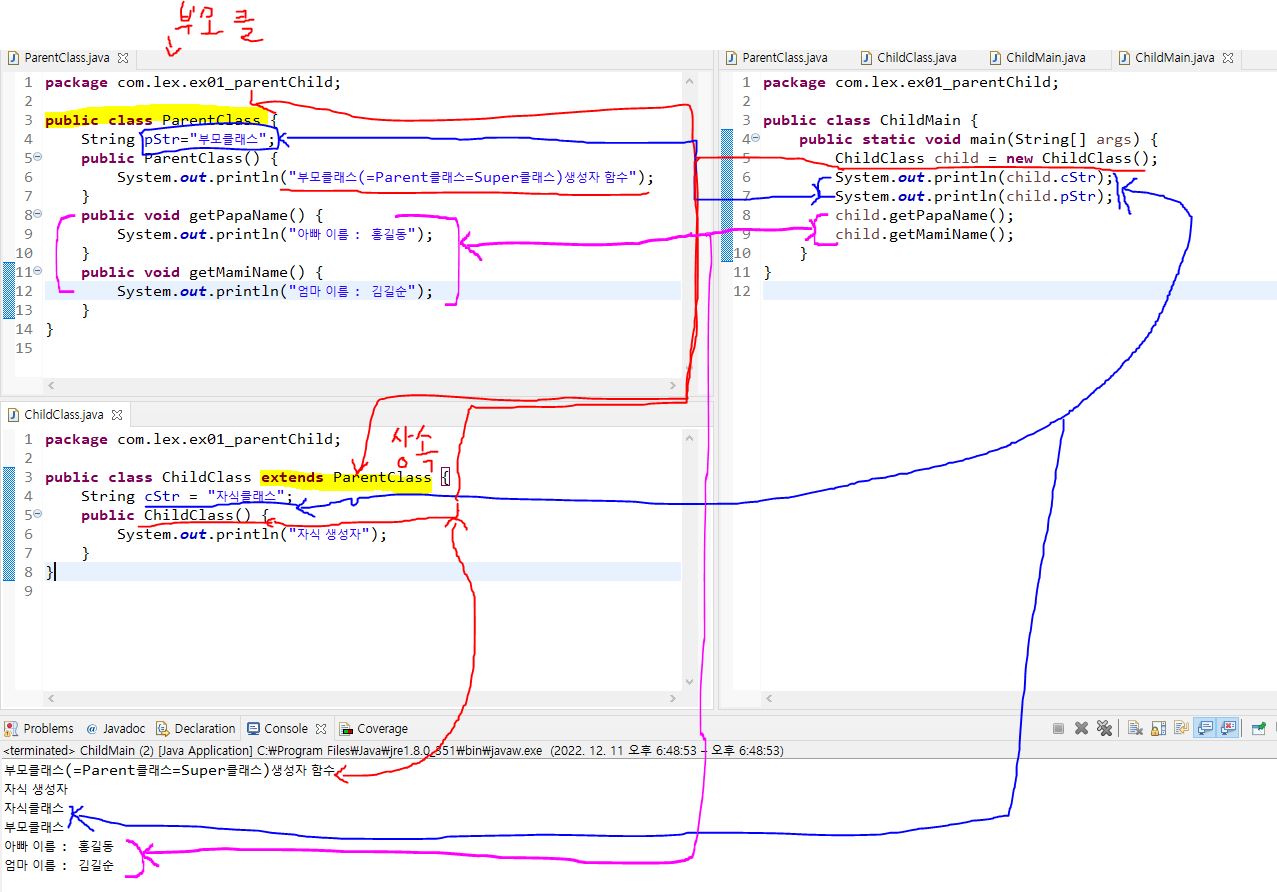 부모 클
ParentClass.java
1 package com.lex.ex01_parentChild;
2
3 public class ParentClass {
4 String pStr="부모클래스";
5 public ParentClass() {
6 System.out.println("부모클래스(=Parent클래스=Super클래스)생성자 함수");
7 }
8 public void getPapaName() {
9 System.out.println("아빠 이름 : 홍길동");
10 }
11 public void getMamiName() {
12 System.out.println("엄마 이름 : 김길순");
13 }
14 }
15
ParentClass.java ChildClass.java ChildMain.java ChildMain.java
1 package com.lex.ex01_parentChild;
2
3 public class ChildMain {
4 public static void main(String[] args) {
5 ChildClass child = new ChildClass();
6 System.out.println(child.cStr);
7 System.out.println(child.pStr);
8 child.getPapaName();
9 child.getMamiName();
10 }
11 }
12
ChildClass.java
1 package com.lex.ex01_parentChild;
상속
2
3 public class ChildClass extends ParentClass {
4 String cStr = "자식클래스";
5 public ChildClass() {
6 System.out.println("자식 생성자");
7 }
8 }
9
Problems @ Javadoc Declaration Console Coverage
<terminated> ChildMain (2) [Java Application] C:₩Program Files₩Java₩jre1.8.0_351₩bin₩javaw.exe (2022. 12. 11 오후 6:48:53 – 오후 6:48:53)
부모클래스(=Parent클래스=Super클래스)생성자 함수
자식 생성자
자식클래스
부모클래스
아빠 이름 : 홍길동
엄마 이름 : 김길순